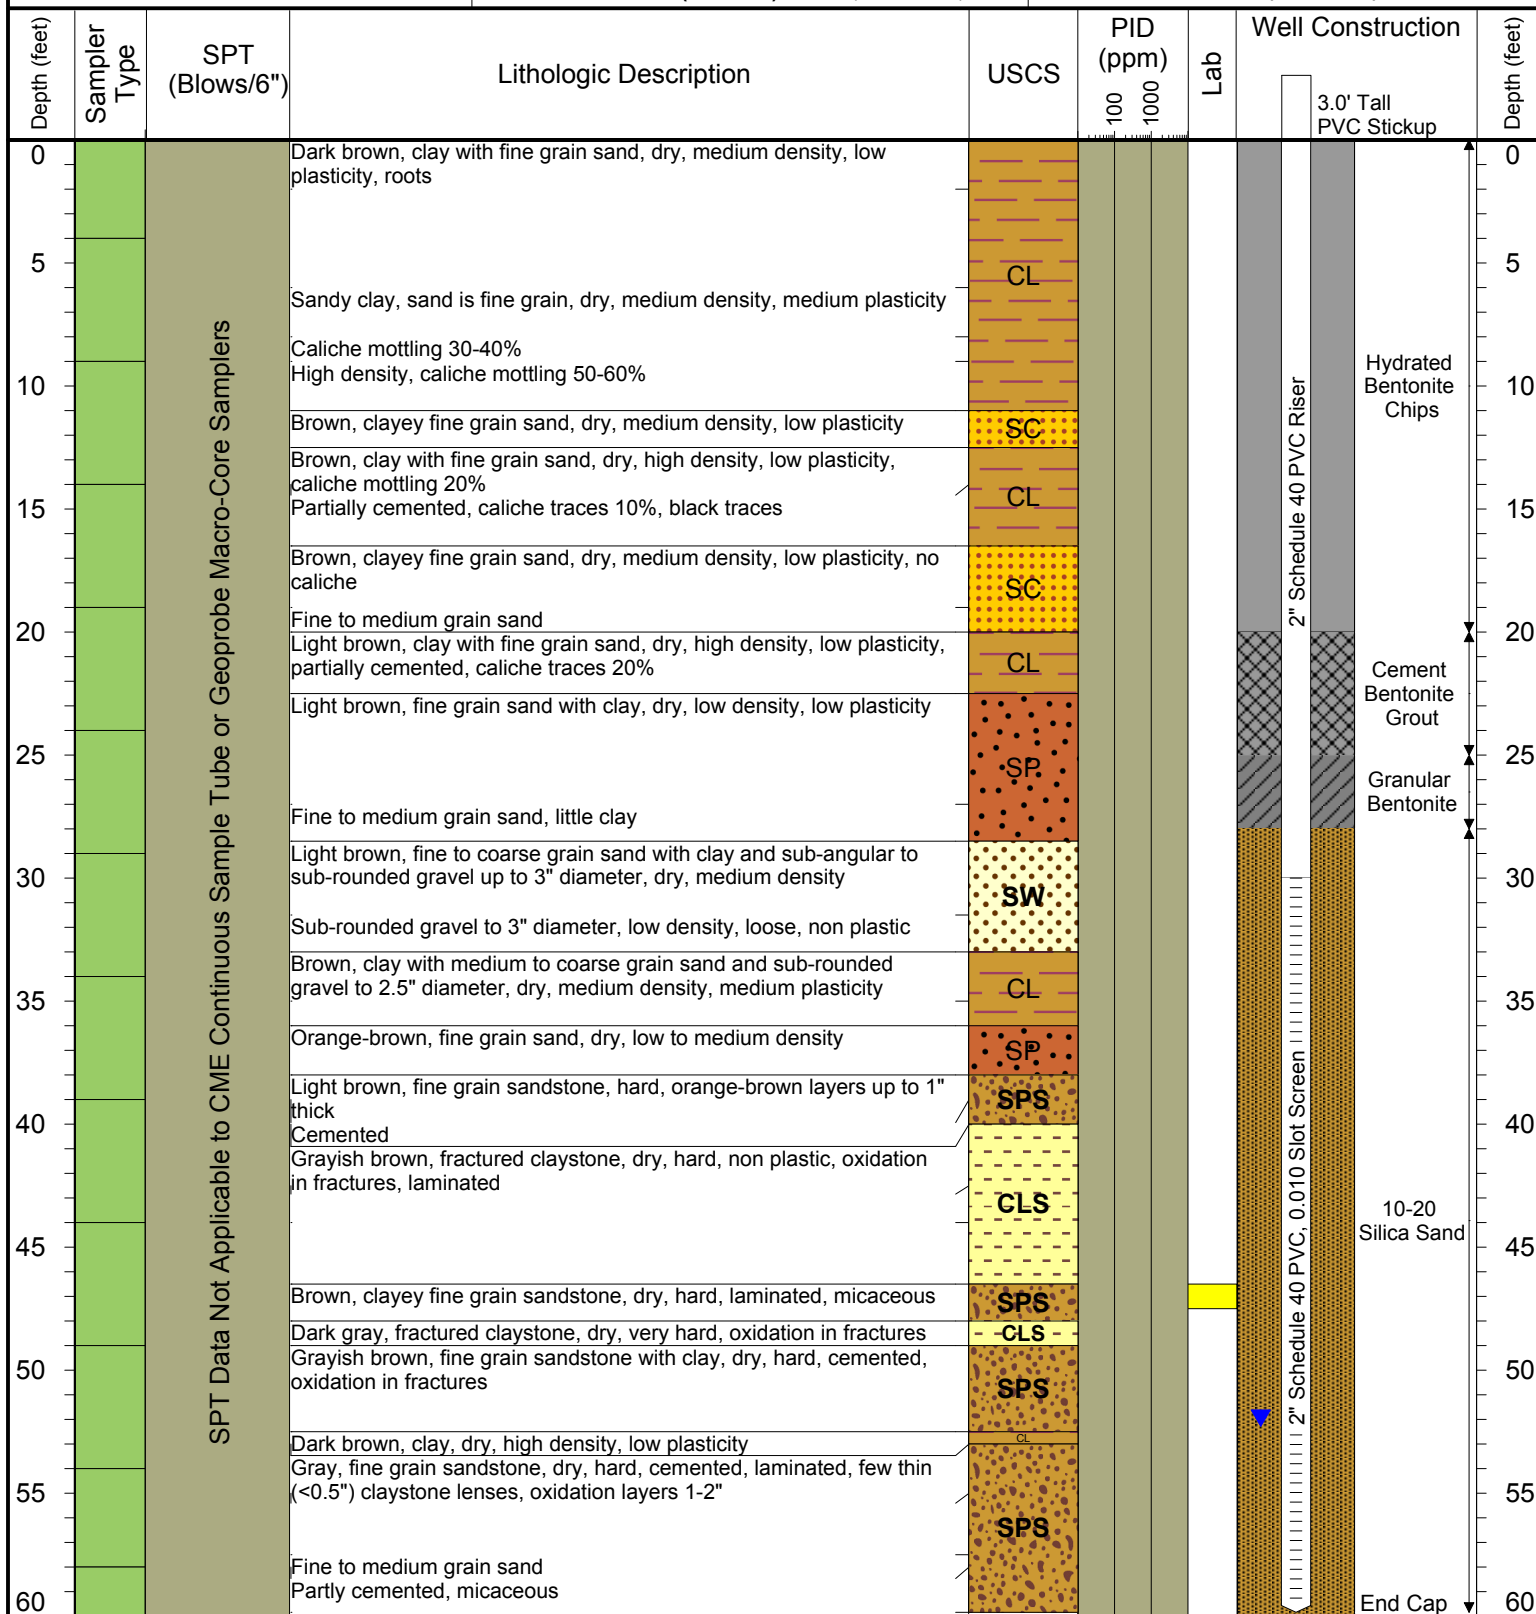 Depth (feet)
Sampler
Type
SPT
(Blows/6")
Lithologic Description
USCS
PID
(ppm)
100
1000
Lab
Well Construction
3.0' Tall
PVC Stickup
Depth (feet)
0
5
10
15
20
25
30
35
40
45
50
55
60
SPT Data Not Applicable to CME Continuous Sample Tube or Geoprobe Macro-Core Samplers
Dark brown, clay with fine grain sand, dry, medium density, low
plasticity, roots
Sandy clay, sand is fine grain, dry, medium density, medium plasticity
Caliche mottling 30-40%
High density, caliche mottling 50-60%
Brown, clayey fine grain sand, dry, medium density, low plasticity
Brown, clay with fine grain sand, dry, high density, low plasticity,
caliche mottling 20%
Partially cemented, caliche traces 10%, black traces
Brown, clayey fine grain sand, dry, medium density, low plasticity, no
caliche
Fine to medium grain sand
Light brown, clay with fine grain sand, dry, high density, low plasticity,
partially cemented, caliche traces 20%
Light brown, fine grain sand with clay, dry, low density, low plasticity
Fine to medium grain sand, little clay
Light brown, fine to coarse grain sand with clay and sub-angular to
sub-rounded gravel up to 3" diameter, dry, medium density
Sub-rounded gravel to 3" diameter, low density, loose, non plastic
Brown, clay with medium to coarse grain sand and sub-rounded
gravel to 2.5" diameter, dry, medium density, medium plasticity
Orange-brown, fine grain sand, dry, low to medium density
Light brown, fine grain sandstone, hard, orange-brown layers up to 1"
thick
Cemented
Grayish brown, fractured claystone, dry, hard, non plastic, oxidation
in fractures, laminated
Brown, clayey fine grain sandstone, dry, hard, laminated, micaceous
Dark gray, fractured claystone, dry, very hard, oxidation in fractures
Grayish brown, fine grain sandstone with clay, dry, hard, cemented,
oxidation in fractures
Dark brown, clay, dry, high density, low plasticity
Gray, fine grain sandstone, dry, hard, cemented, laminated, few thin
(<0.5") claystone lenses, oxidation layers 1-2"
Fine to medium grain sand
Partly cemented, micaceous
CL
SC
CL
SC
CL
SP
SW
CL
SP
SPS
CLS
SPS
CLS
SPS
CL
SPS
2" Schedule 40 PVC Riser
2" Schedule 40 PVC, 0.010 Slot Screen
Hydrated
Bentonite
Chips
Cement
Bentonite
Grout
Granular
Bentonite
10-20
Silica Sand
End Cap
0
5
10
15
20
25
30
35
40
45
50
55
60